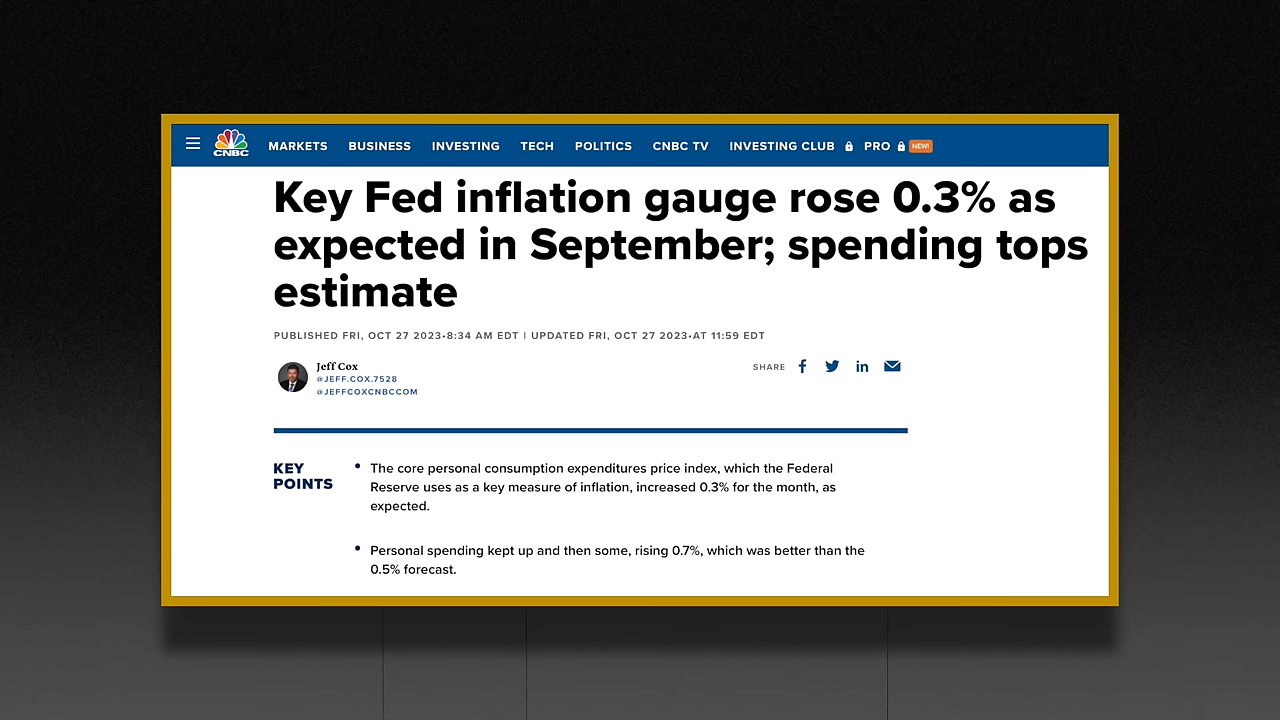 CNBC
MARKETS BUSINESS INVESTING TECH POLITICS CNBC TV INVESTING CLUB PRO NEW!
Key Fed inflation gauge rose 0.3% as
expected in September; spending tops
estimate
PUBLISHED FRI, OCT 27 2023•8:34 AM EDT | UPDATED FRI, OCT 27 2023•AT 11:59 EDT
Jeff Cox
@JEFF.COX.7528
@JEFFCOXCNBCCOM
SHARE
KEY
POINTS
• The core personal consumption expenditures price index, which the Federal
Reserve uses as a key measure of inflation, increased 0.3% for the month, as
expected.
• Personal spending kept up and then some, rising 0.7%, which was better than the
0.5% forecast.